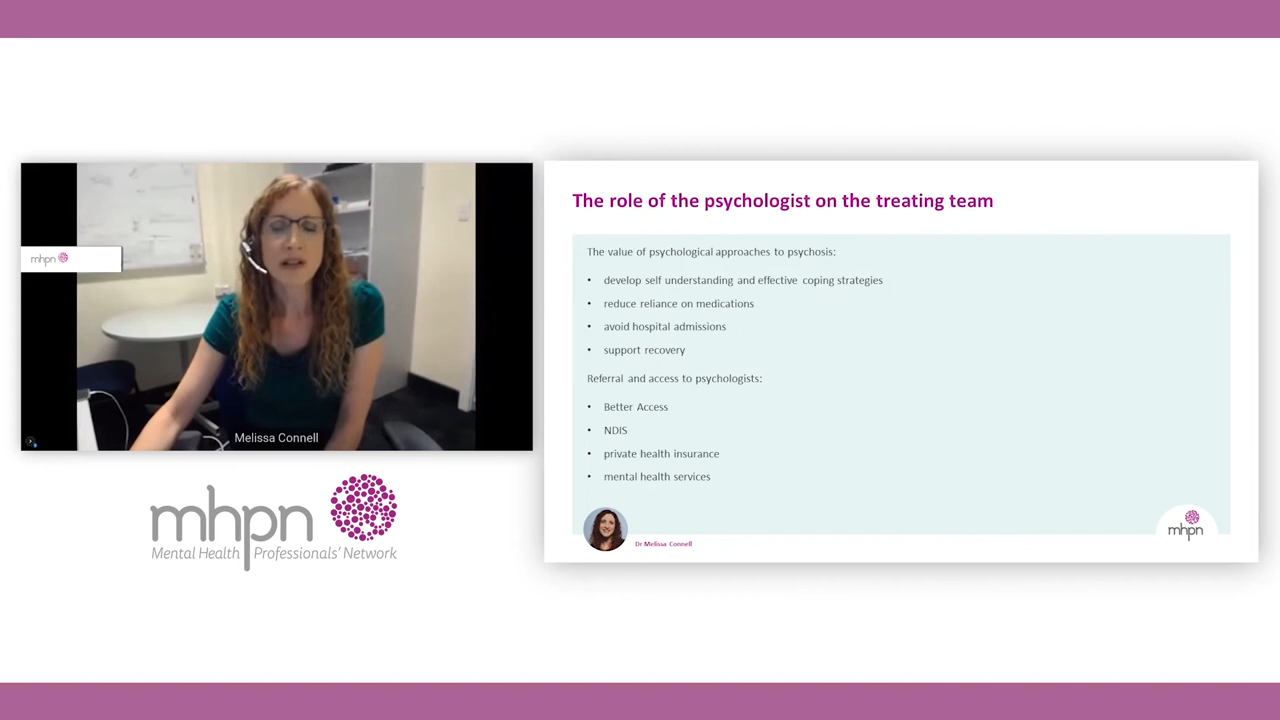 mhpn
Melissa Connell
mhpn
Mental Health Professionals' Network
The role of the psychologist on the treating team
The value of psychological approaches to psychosis:
• develop self understanding and effective coping strategies
• reduce reliance on medications
• avoid hospital admissions
• support recovery
Referral and access to psychologists:
• Better Access
• NDIS
• private health insurance
• mental health services
Dr Melissa Connell
mhpn